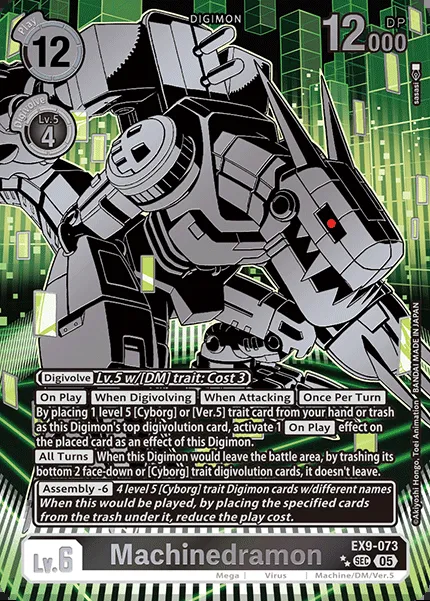 DIGIMON
Play
12
DP
12000
Digivolve
Lv.5
4
sasasi
Digivolve Lv.5 w/[DM] trait: Cost 3
On Play When Digivolving When Attacking Once Per Turn
By placing 1 level 5 [Cyborg] or [Ver.5] trait card from your hand or trash
as this Digimon's top digivolution card, activate 1 On Play effect on
the placed card as an effect of this Digimon.
All Turns When this Digimon would leave the battle area, by trashing its
bottom 2 face-down or [Cyborg] trait digivolution cards, it doesn't leave.
Assembly -6 4 level 5 [Cyborg] trait Digimon cards w/different names
When this would be played, by placing the specified cards
from the trash under it, reduce the play cost.
©Akiyoshi Hongo, Toei Animation・BANDAI MADE IN JAPAN
Lv.6
Machinedramon
EX9-073
SEC 05
Mega Virus Machine/DM/Ver.5